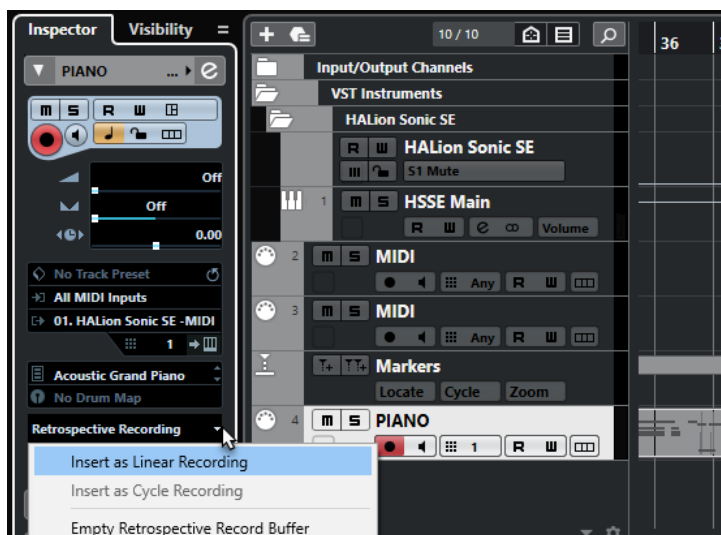 Inspector Visibility
PIANO ...
m S R W
Off
Off
0.00
No Track Preset
All MIDI Inputs
01. HALion Sonic SE -MIDI
1
Acoustic Grand Piano
No Drum Map
Retrospective Recording
Insert as Linear Recording
Insert as Cycle Recording
Empty Retrospective Record Buffer
10 / 10
Input/Output Channels
VST Instruments
HALion Sonic SE
R W HALion Sonic SE
S1 Mute
1 m S HSSE Main
R W e Volume
2 m S MIDI
Any R W
3 m S MIDI
Any R W
T+ TT+ Markers
Locate Cycle Zoom
4 m S PIANO
1 R W
36